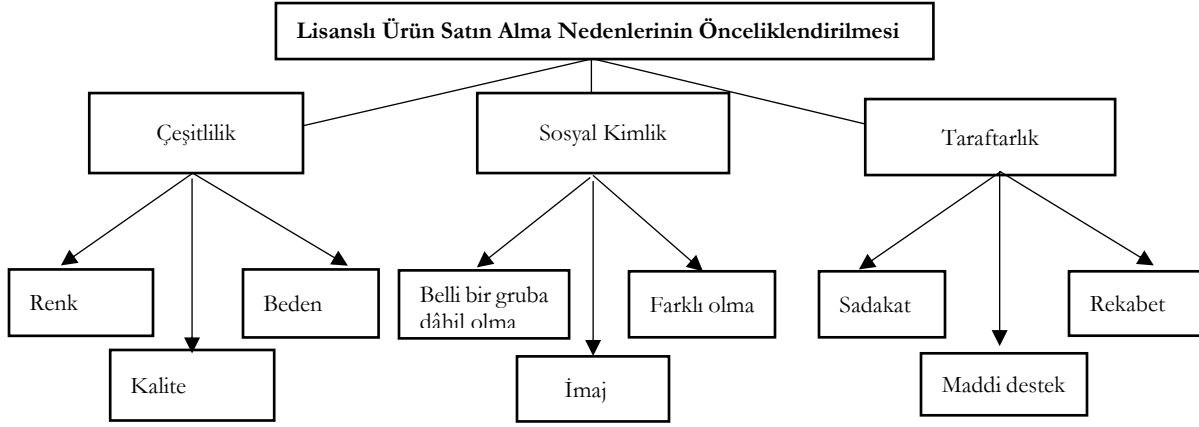 Lisanslı Ürün Satın Alma Nedenlerinin Önceliklendirilmesi
Çeşitlilik
Sosyal Kimlik
Taraftarlık
Renk
Beden
Kalite
Belli bir gruba
dâhil olma
Farklı olma
İmaj
Sadakat
Rekabet
Maddi destek